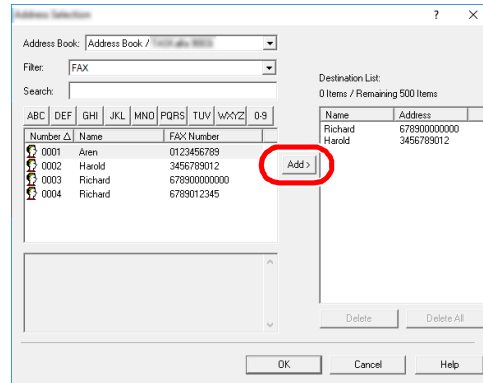 Address Selection
? ×
Address Book: Address Book /
Filter: FAX
Search:
Destination List:
0 Items / Remaining 500 Items
ABC DEF GHI JKL MNO PQRS TUV WXYZ 0-9
Number Name FAX Number
0001 Aren 0123456789
0002 Harold 3456789012
0003 Richard 678900000000
0004 Richard 6789012345
Add >
Name Address
Richard 678900000000
Harold 3456789012
Delete Delete All
OK Cancel Help